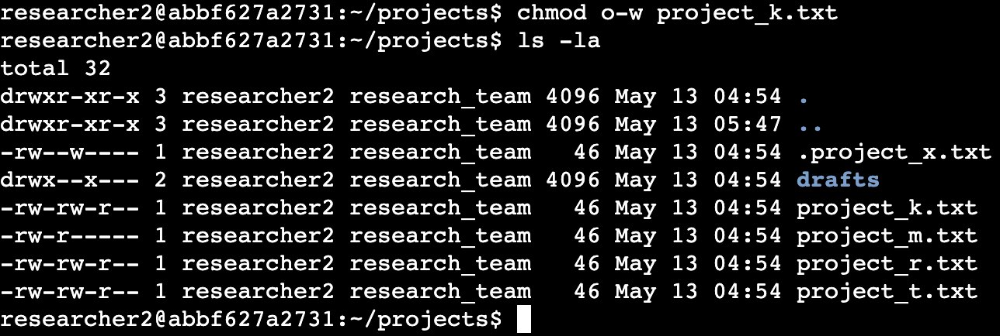 researcher2@abbf627a2731:~/projects$ chmod o-w project_k.txt
researcher2@abbf627a2731:~/projects$ ls -la
total 32
drwxr-xr-x 3 researcher2 research_team 4096 May 13 04:54 .
drwxr-xr-x 3 researcher2 research_team 4096 May 13 05:47 ..
-rw--w---- 1 researcher2 research_team   46 May 13 04:54 .project_x.txt
drwx--x--- 2 researcher2 research_team 4096 May 13 04:54 drafts
-rw-rw-r-- 1 researcher2 research_team   46 May 13 04:54 project_k.txt
-rw-r----- 1 researcher2 research_team   46 May 13 04:54 project_m.txt
-rw-rw-r-- 1 researcher2 research_team   46 May 13 04:54 project_r.txt
-rw-rw-r-- 1 researcher2 research_team   46 May 13 04:54 project_t.txt
researcher2@abbf627a2731:~/projects$